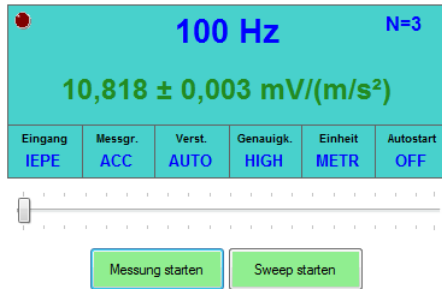 100 Hz N=3
10,818 ± 0,003 mV/(m/s²)
Eingang Messgr. Verst. Genauigk. Einheit Autostart
IEPE ACC AUTO HIGH METR OFF
Messung starten Sweep starten